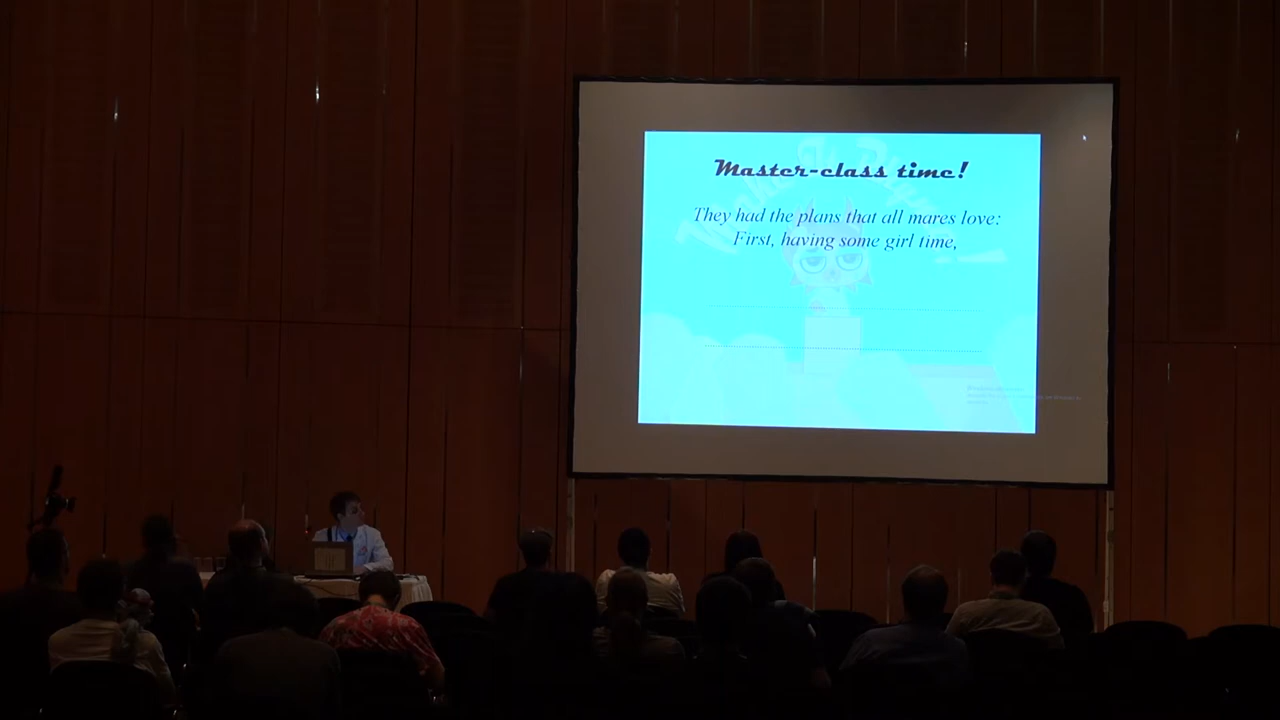 Master-class time!
They had the plans that all mares love:
First, having some girl time,